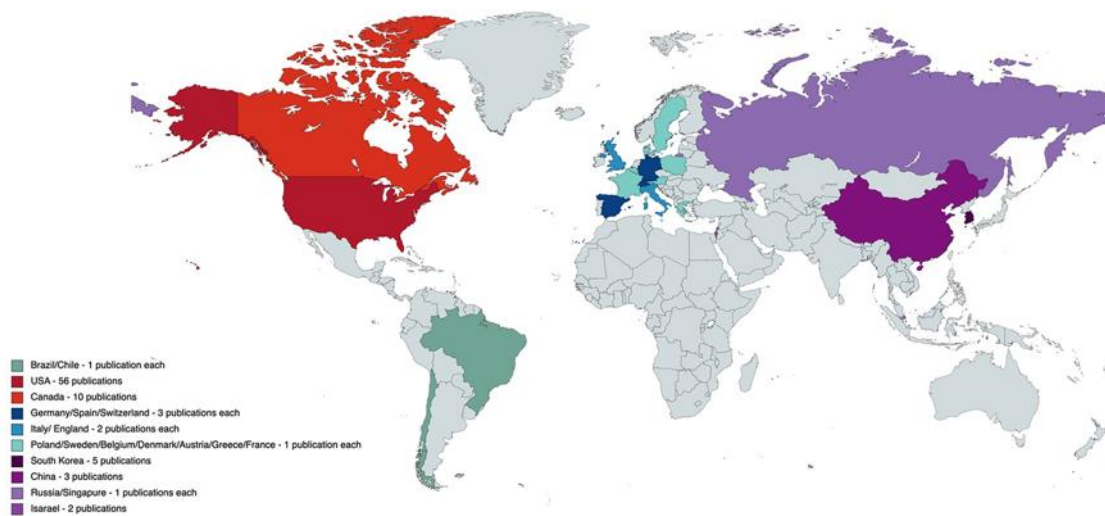 Brazil/Chile - 1 publication each
USA - 56 publications
Canada - 10 publications
Germany/Spain/Switzerland - 3 publications each
Italy/ England - 2 publications each
Poland/Sweden/Belgium/Denmark/Austria/Greece/France - 1 publication each
South Korea - 5 publications
China - 3 publications
Russia/Singapure - 1 publications each
Isarael - 2 publications